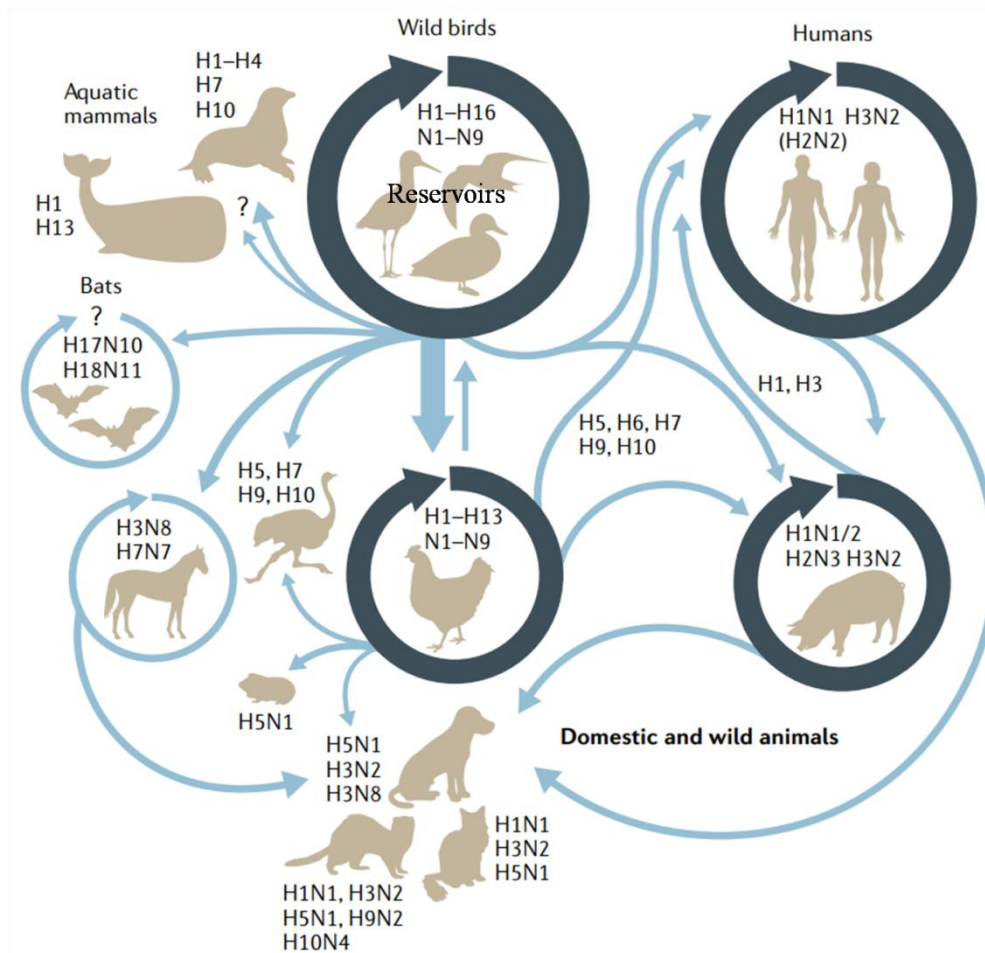 Wild birds
Humans
H1–H4
H7
H10
Aquatic
mammals
H1
H13
?
H1–H16
N1–N9
Reservoirs
H1N1 H3N2
(H2N2)
Bats
?
H17N10
H18N11
H1, H3
H5, H6, H7
H9, H10
H5, H7
H9, H10
H3N8
H7N7
H1–H13
N1–N9
H1N1/2
H2N3 H3N2
H5N1
Domestic and wild animals
H5N1
H3N2
H3N8
H1N1
H3N2
H5N1
H1N1, H3N2
H5N1, H9N2
H10N4